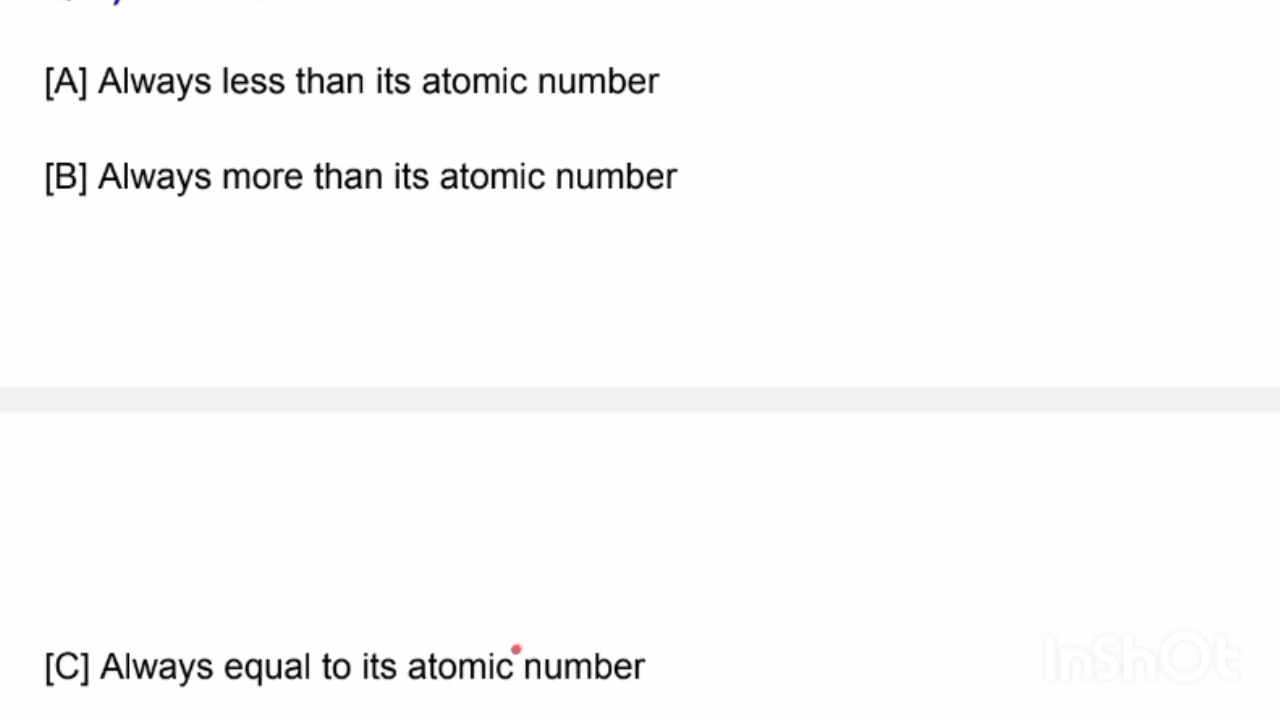 [A] Always less than its atomic number
[B] Always more than its atomic number
[C] Always equal to its atomic number
InShOt